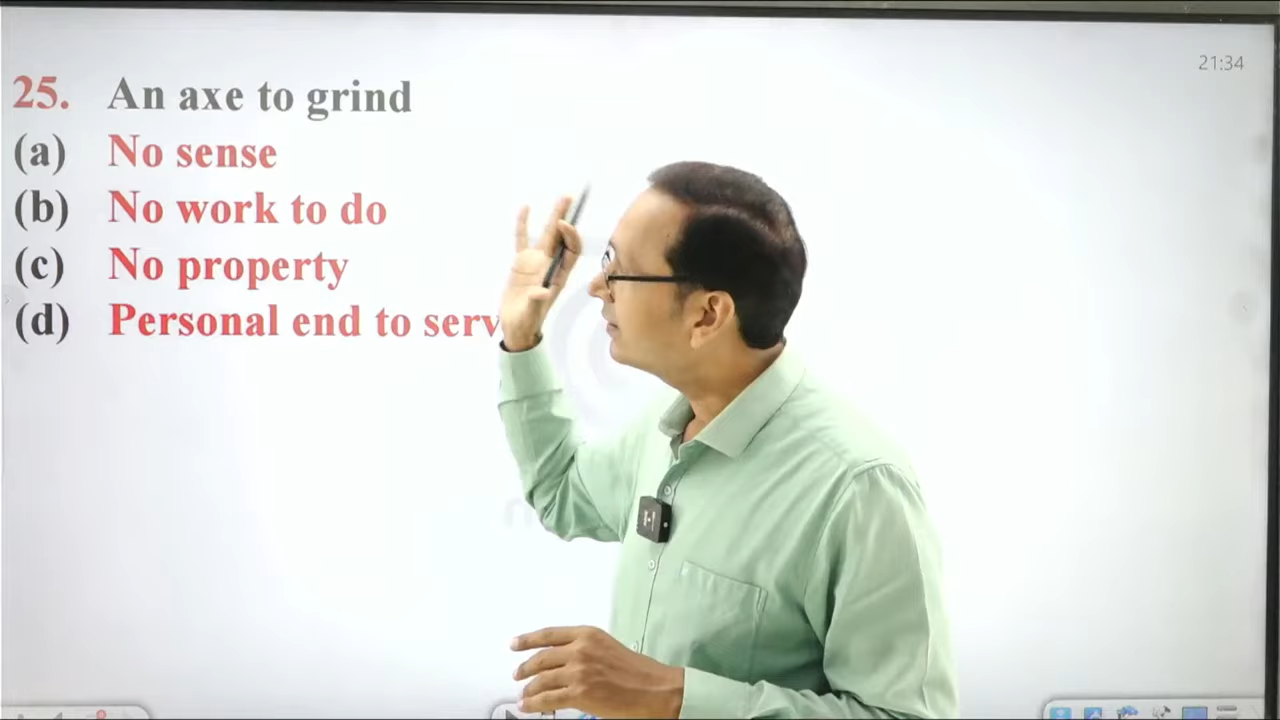 21:34
25. An axe to grind
(a) No sense
(b) No work to do
(c) No property
(d) Personal end to serv